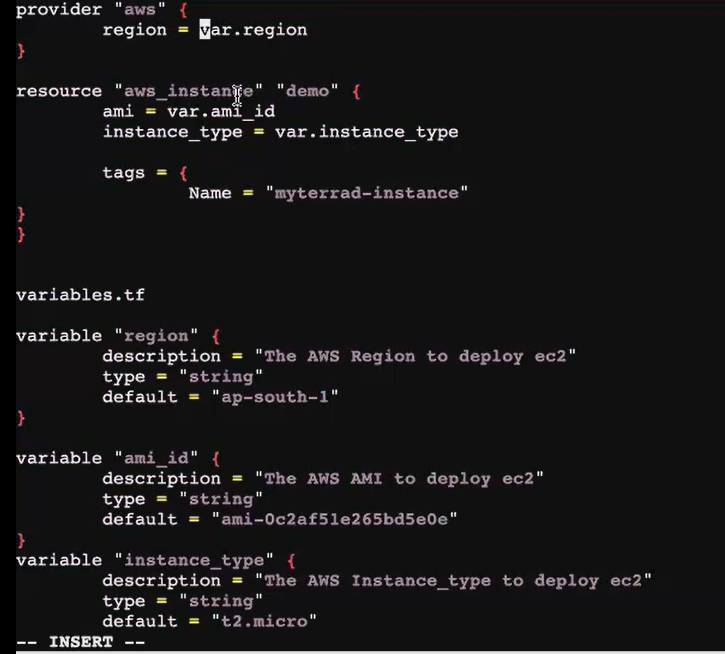 provider "aws" {
        region = var.region
}

resource "aws_instance" "demo" {
        ami = var.ami_id
        instance_type = var.instance_type

        tags = {
                Name = "myterrad-instance"
}
}

variables.tf

variable "region" {
        description = "The AWS Region to deploy ec2"
        type = "string"
        default = "ap-south-1"
}

variable "ami_id" {
        description = "The AWS AMI to deploy ec2"
        type = "string"
        default = "ami-0c2af51e265bd5e0e"
}
variable "instance_type" {
        description = "The AWS Instance_type to deploy ec2"
        type = "string"
        default = "t2.micro"
-- INSERT --